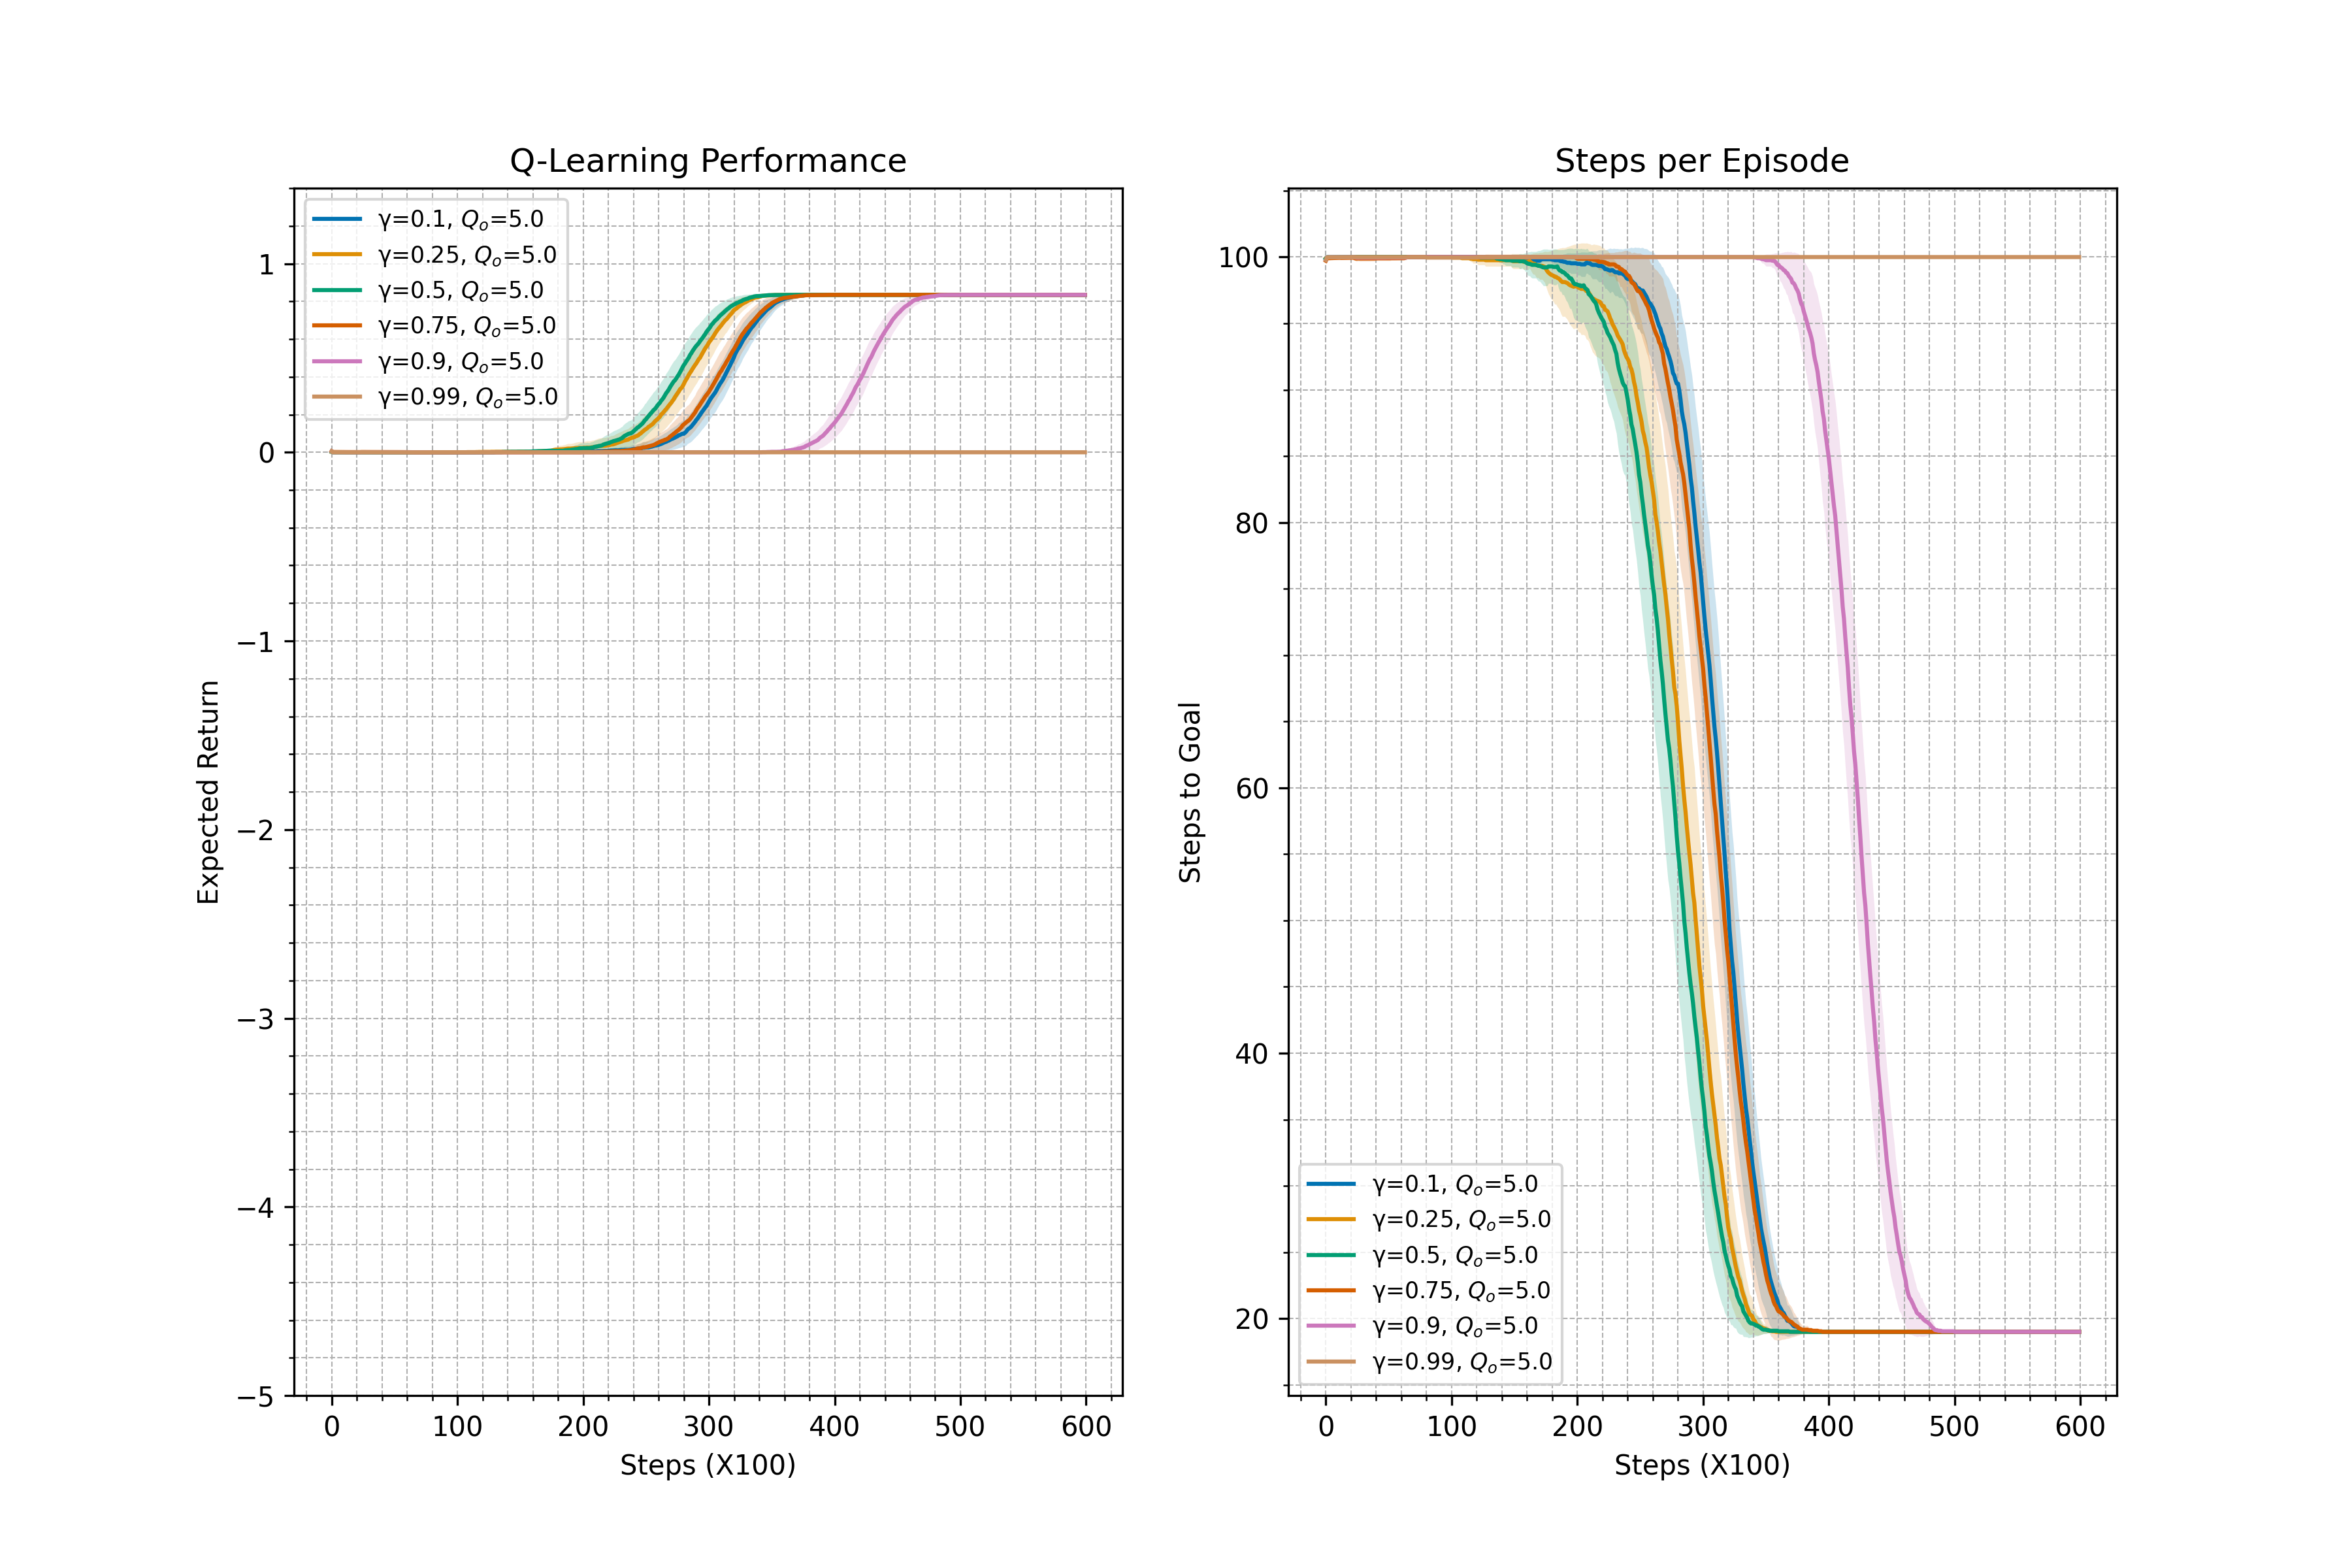 Q-Learning Performance
Expected Return
1
0
−1
−2
−3
−4
−5
γ=0.1, Qo=5.0
γ=0.25, Qo=5.0
γ=0.5, Qo=5.0
γ=0.75, Qo=5.0
γ=0.9, Qo=5.0
γ=0.99, Qo=5.0
0 100 200 300 400 500 600
Steps (X100)
Steps per Episode
Steps to Goal
100
80
60
40
20
γ=0.1, Qo=5.0
γ=0.25, Qo=5.0
γ=0.5, Qo=5.0
γ=0.75, Qo=5.0
γ=0.9, Qo=5.0
γ=0.99, Qo=5.0
0 100 200 300 400 500 600
Steps (X100)